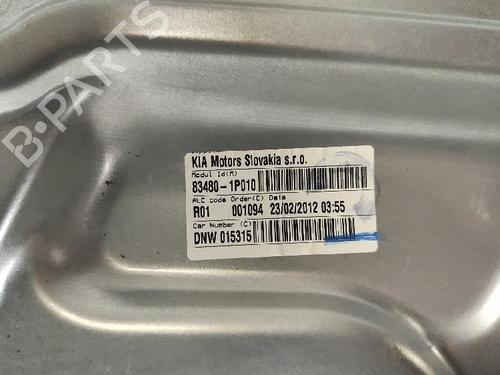 B-PARTS
KIA Motors Slovakia s.r.o.
Modul Id(M)
83480-1P010
ALC code Order(C) Date
R01 001094 23/02/2012 03:55
Car Number (C)
DNW 015315